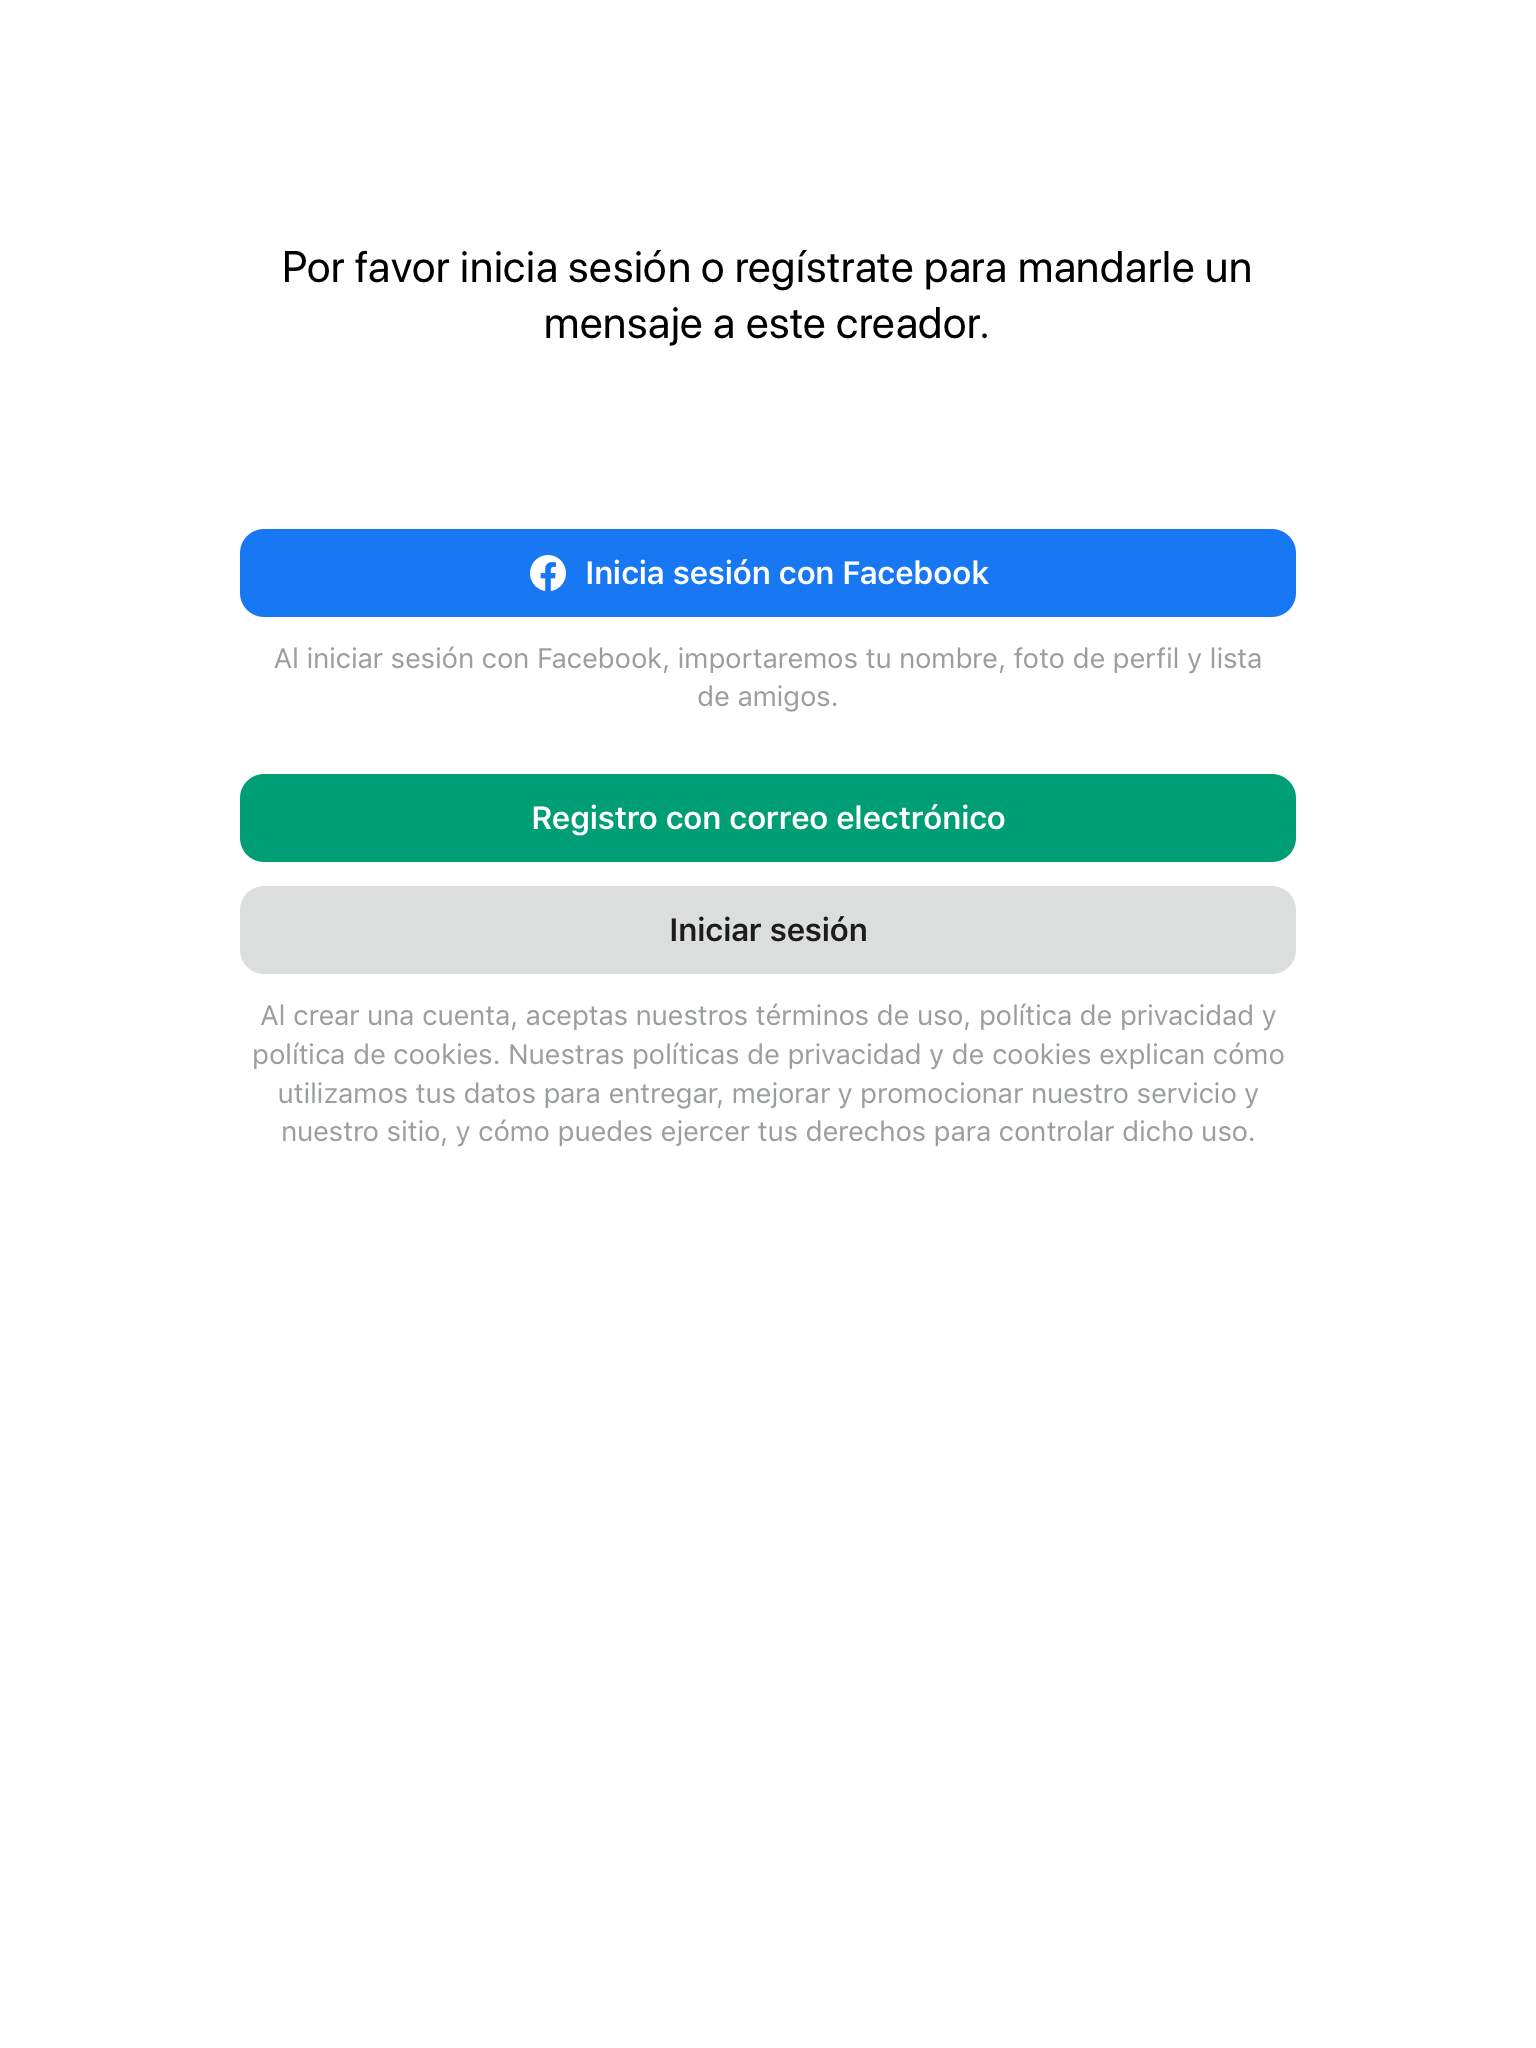 Por favor inicia sesión o regístrate para mandarle un
mensaje a este creador.
Inicia sesión con Facebook
Al iniciar sesión con Facebook, importaremos tu nombre, foto de perfil y lista
de amigos.
Registro con correo electrónico
Iniciar sesión
Al crear una cuenta, aceptas nuestros términos de uso, política de privacidad y
política de cookies. Nuestras políticas de privacidad y de cookies explican cómo
utilizamos tus datos para entregar, mejorar y promocionar nuestro servicio y
nuestro sitio, y cómo puedes ejercer tus derechos para controlar dicho uso.